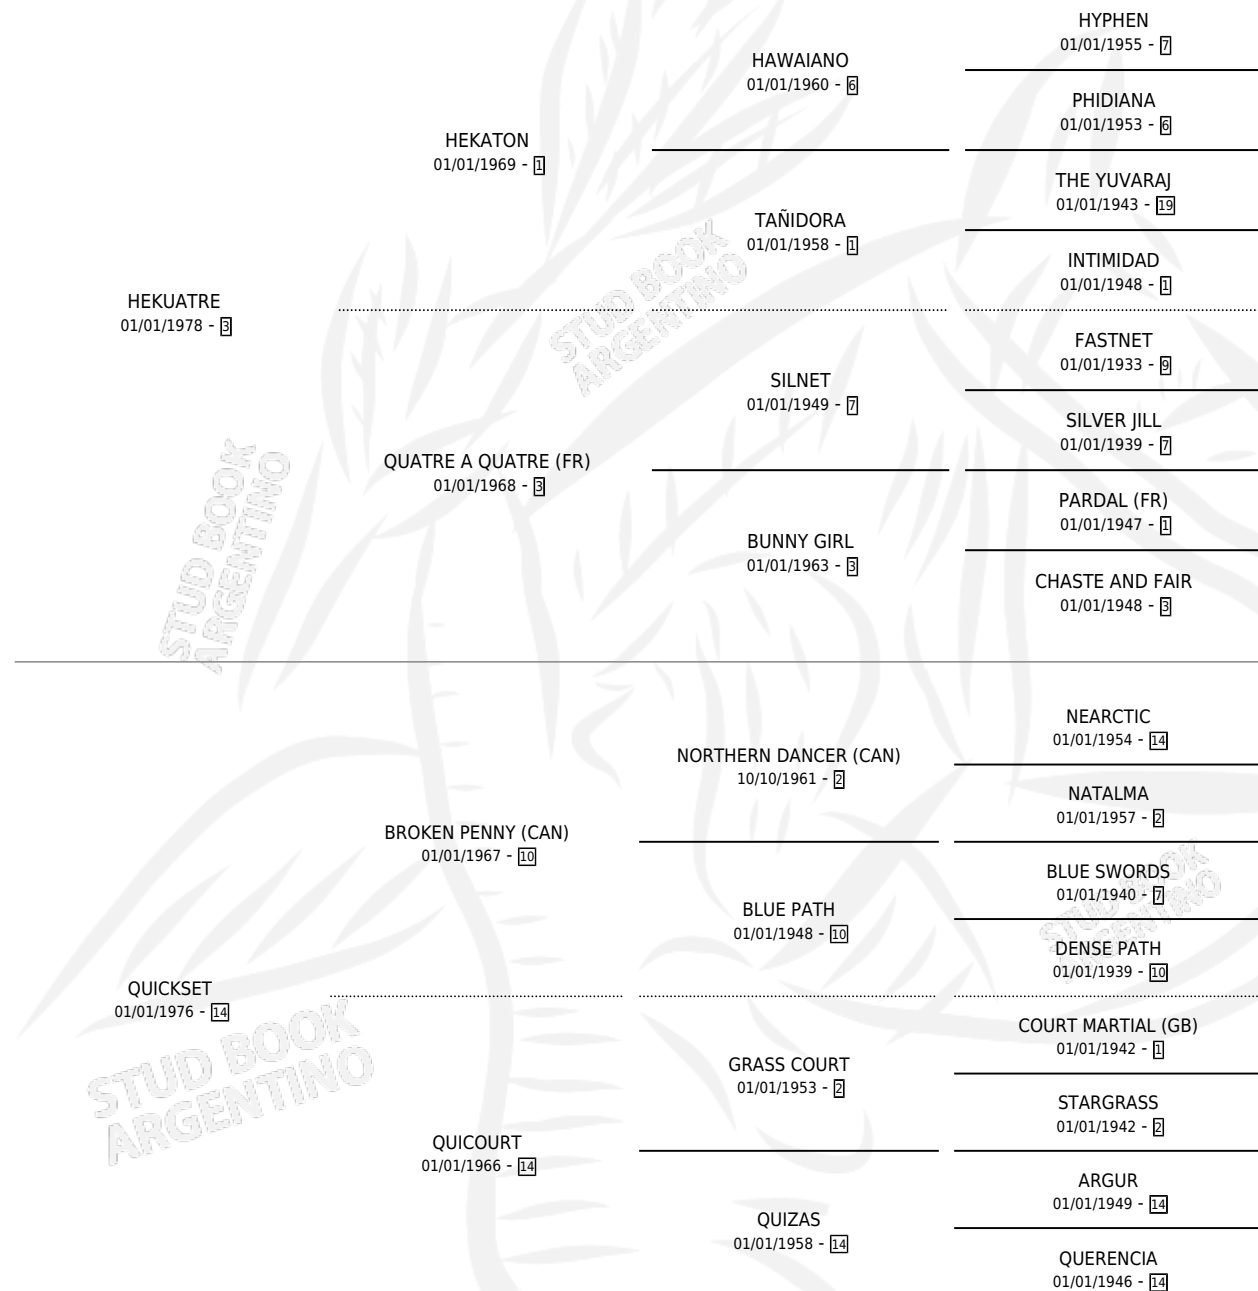 HYPHEN
01/01/1955 - 7
HAWAIANO
01/01/1960 - 6
PHIDIANA
01/01/1953 - 6
HEKATON
01/01/1969 - 1
THE YUVARAJ
01/01/1943 - 19
TAÑIDORA
01/01/1958 - 1
INTIMIDAD
01/01/1948 - 1
HEKUATRE
01/01/1978 - 3
FASTNET
01/01/1933 - 9
SILNET
01/01/1949 - 7
SILVER JILL
01/01/1939 - 7
QUATRE A QUATRE (FR)
01/01/1968 - 3
PARDAL (FR)
01/01/1947 - 1
BUNNY GIRL
01/01/1963 - 3
CHASTE AND FAIR
01/01/1948 - 3
STUD BOOK
ARGENTINO
STUD BOOK
ARGENTINO
NEARCTIC
01/01/1954 - 14
NORTHERN DANCER (CAN)
10/10/1961 - 2
NATALMA
01/01/1957 - 2
BROKEN PENNY (CAN)
01/01/1967 - 10
BLUE SWORDS
01/01/1940 - 7
BLUE PATH
01/01/1948 - 10
DENSE PATH
01/01/1939 - 10
STUD BOOK
ARGENTINO
QUICKSET
01/01/1976 - 14
COURT MARTIAL (GB)
01/01/1942 - 1
GRASS COURT
01/01/1953 - 2
STARGRASS
01/01/1942 - 2
STUD BOOK
ARGENTINO
QUICOURT
01/01/1966 - 14
ARGUR
01/01/1949 - 14
QUIZAS
01/01/1958 - 14
QUERENCIA
01/01/1946 - 14